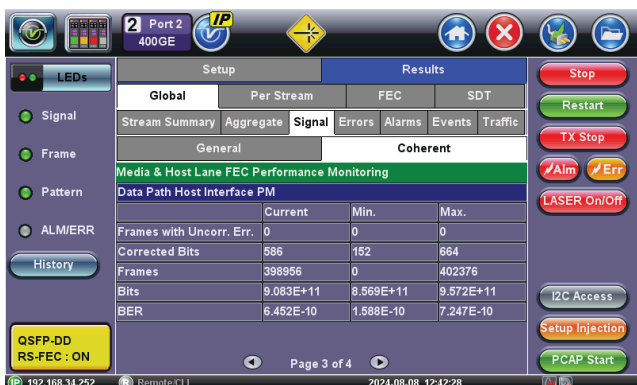 2 Port 2
400GE
IP
LEDs
Setup Results
Stop
Global Per Stream FEC SDT
Restart
Signal
Stream Summary Aggregate Signal Errors Alarms Events Traffic
TX Stop
General Coherent
Frame
Media & Host Lane FEC Performance Monitoring
Alm Err
Pattern
Data Path Host Interface PM
LASER On/Off
Current Min. Max.
ALM/ERR
Frames with Uncorr. Err. 0 0 0
Corrected Bits 586 152 664
History
Frames 398956 0 402376
Bits 9.083E+11 8.569E+11 9.572E+11
I2C Access
BER 6.452E-10 1.588E-10 7.247E-10
Setup Injection
QSFP-DD
RS-FEC : ON
Page 3 of 4
PCAP Start
IP 192.168.34.252 R Remote/CLI 2024-08-08 12:42:28